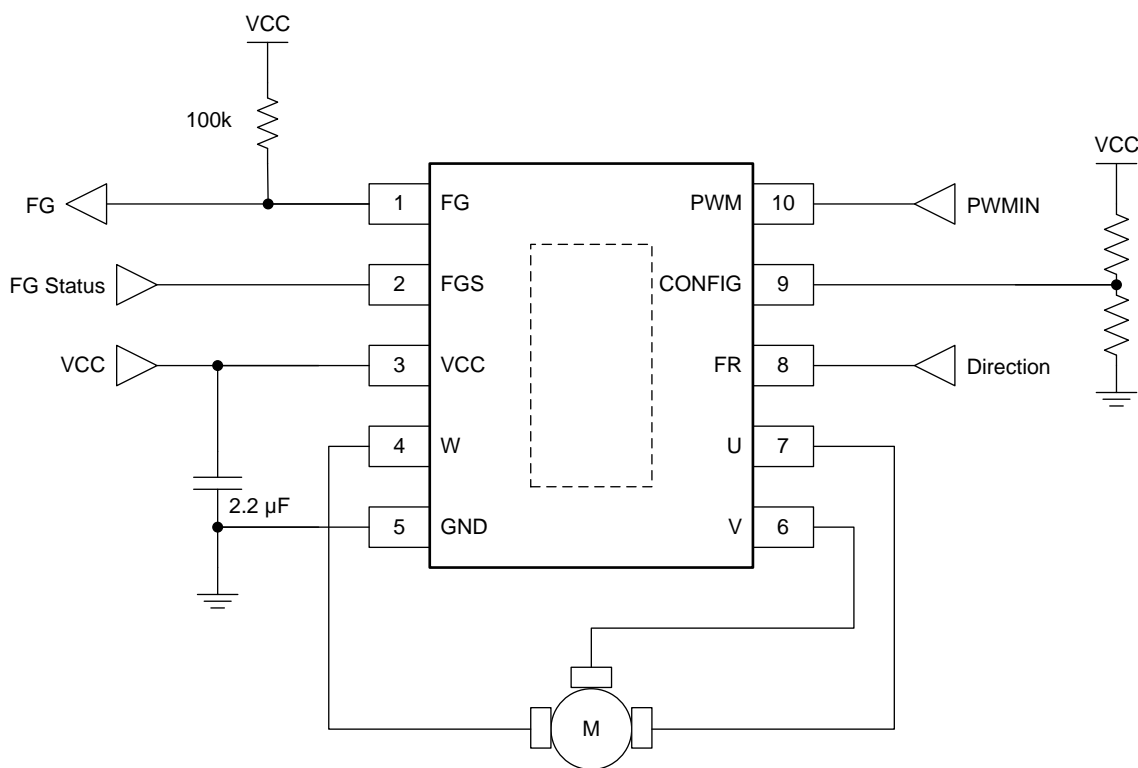 VCC
100k
VCC
FG
1
FG
PWM
10
PWMIN
FG Status
2
FGS
CONFIG
9
VCC
3
VCC
FR
8
Direction
4
W
U
7
2.2 µF
5
GND
V
6
M